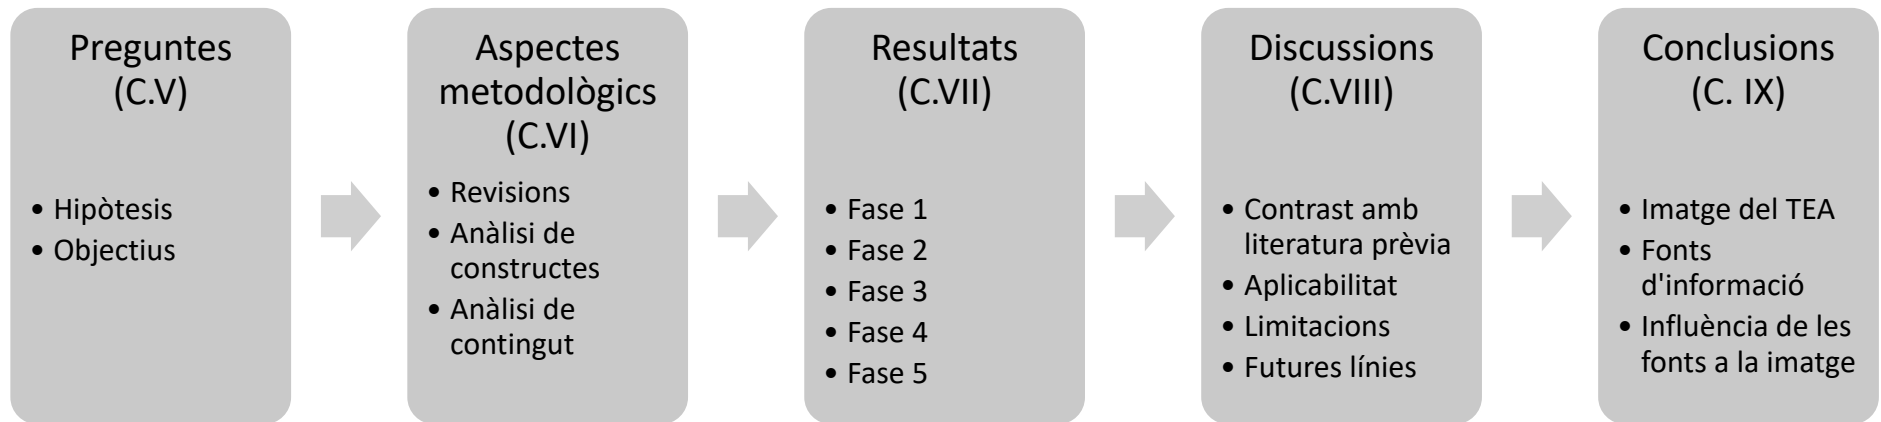 Preguntes
(C.V)
• Hipòtesis
• Objectius
Aspectes
metodològics
(C.VI)
• Revisions
• Anàlisi de
constructes
• Anàlisi de
contingut
Resultats
(C.VII)
• Fase 1
• Fase 2
• Fase 3
• Fase 4
• Fase 5
Discussions
(C.VIII)
• Contrast amb
literatura prèvia
• Aplicabilitat
• Limitacions
• Futures línies
Conclusions
(C. IX)
• Imatge del TEA
• Fonts
d'informació
• Influència de les
fonts a la imatge